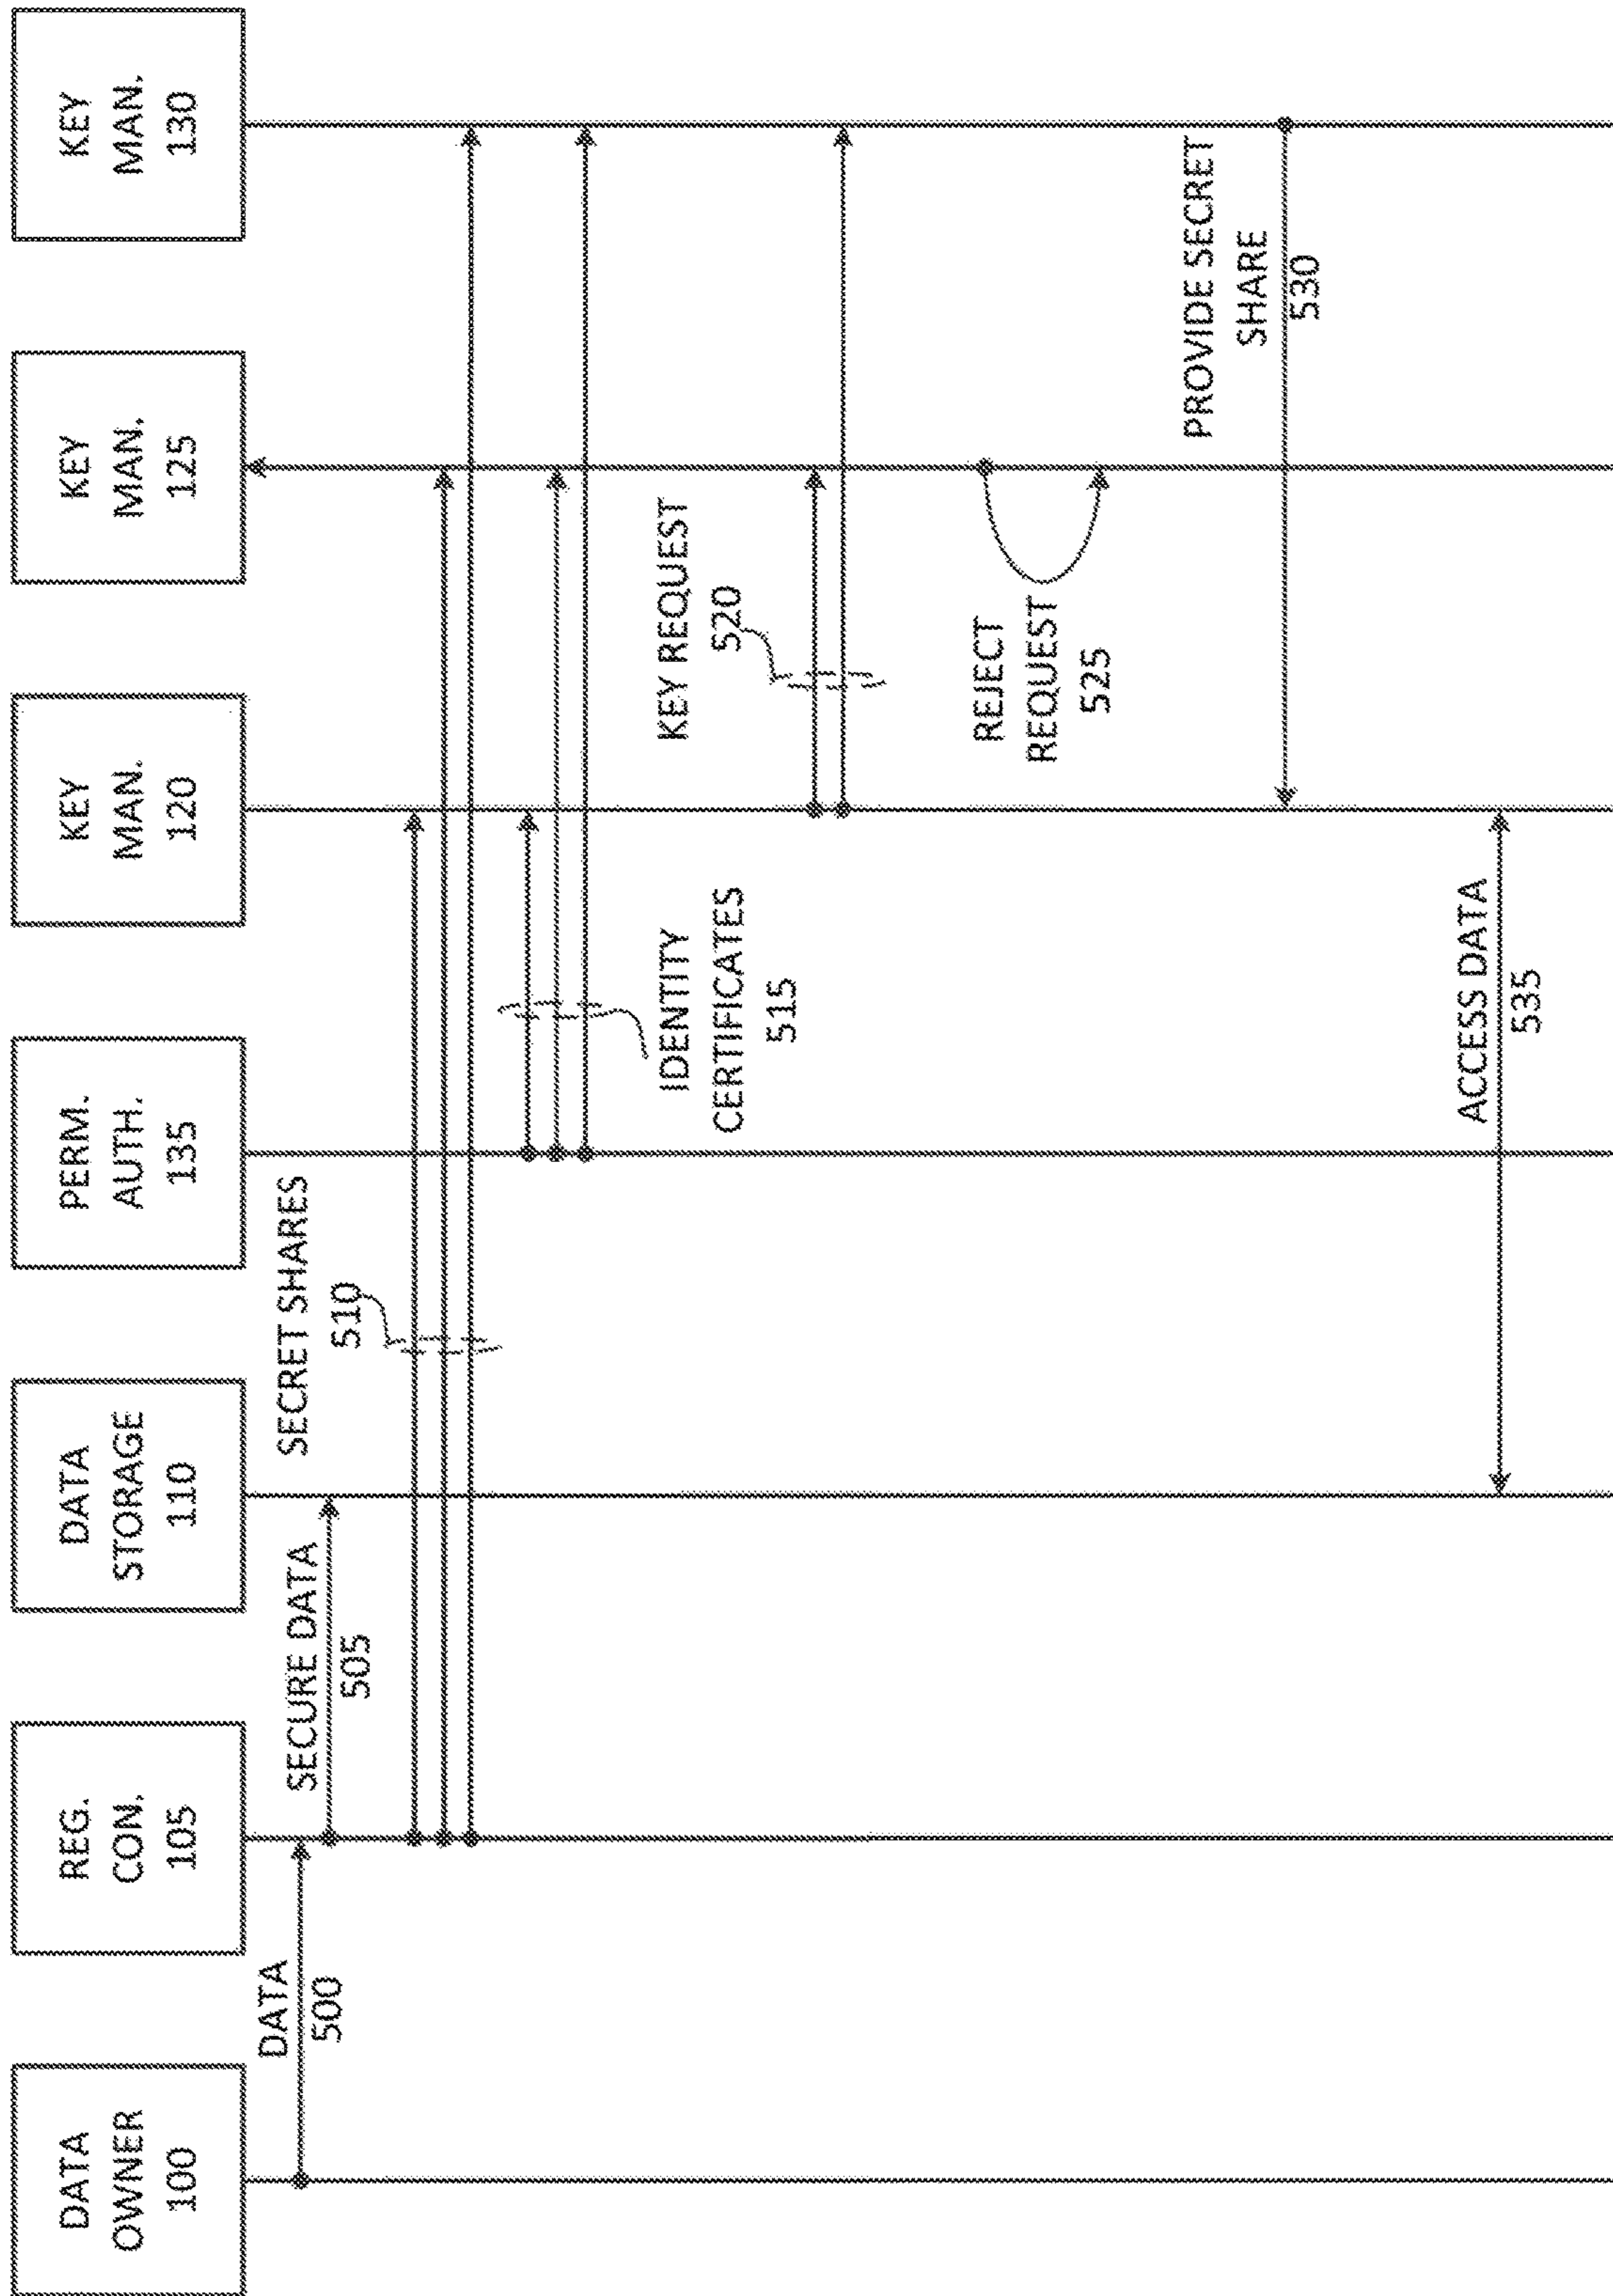 DATA
OWNER
100
REG.
CON.
105
DATA
STORAGE
110
PERM.
AUTH.
135
KEY
MAN.
120
KEY
MAN.
125
KEY
MAN.
130
DATA
500
SECURE DATA
505
SECRET SHARES
510
IDENTITY
CERTIFICATES
515
KEY REQUEST
520
REJECT
REQUEST
525
PROVIDE SECRET
SHARE
530
ACCESS DATA
535